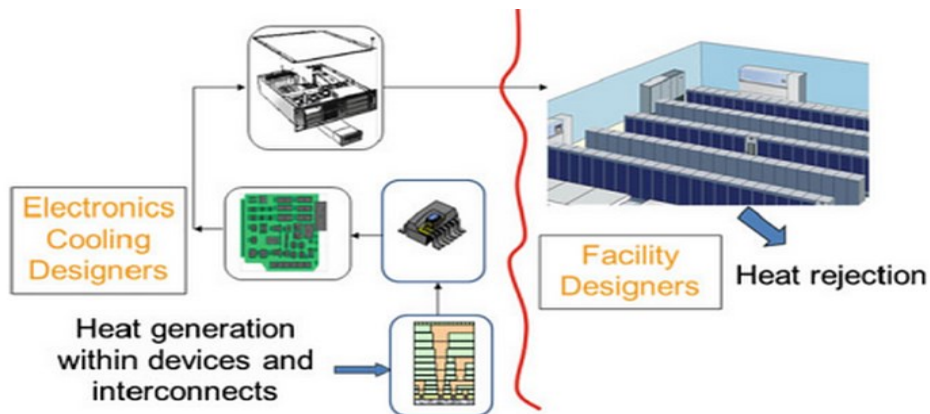 Electronics
Cooling
Designers
Heat generation
within devices and
interconnects
Facility
Designers
Heat rejection